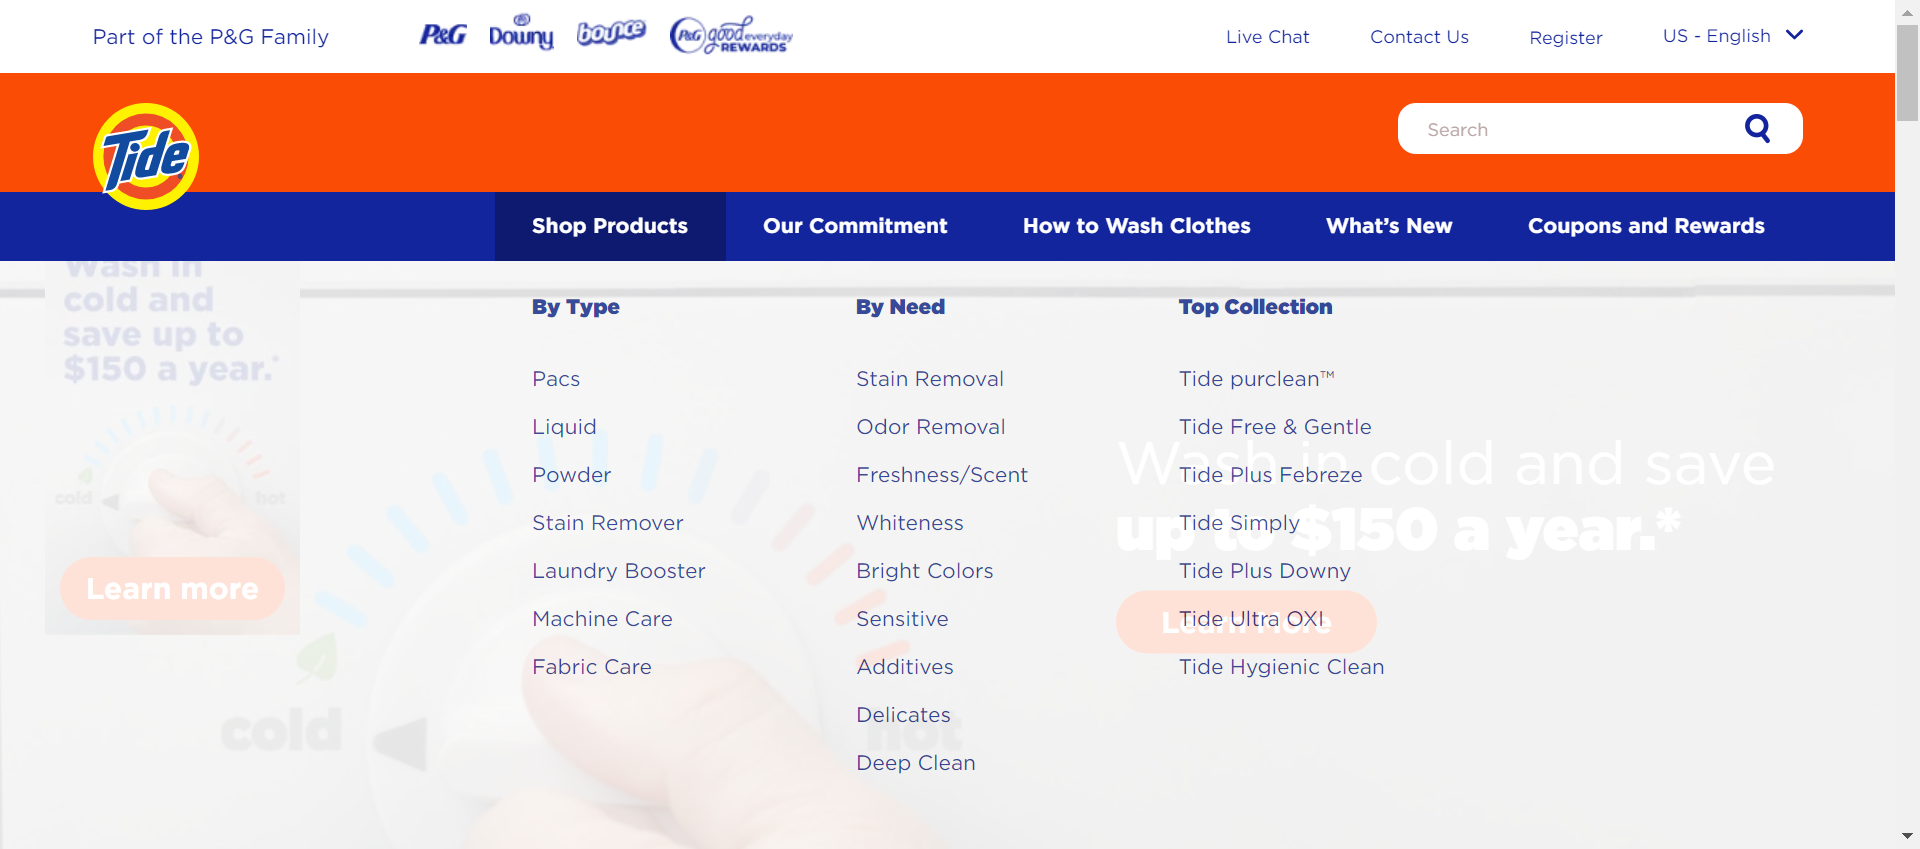 Part of the P&G Family
P&G
Downy
bounce
P&G good everyday
REWARDS
Live Chat
Contact Us
Register
US - English
Tide
Search
Shop Products
Our Commitment
How to Wash Clothes
What's New
Coupons and Rewards
Wash in
cold and
save up to
$150 a year.*
cold
hot
Learn more
By Type
Pacs
Liquid
Powder
Stain Remover
Laundry Booster
Machine Care
Fabric Care
By Need
Stain Removal
Odor Removal
Freshness/Scent
Whiteness
Bright Colors
Sensitive
Additives
Delicates
Deep Clean
Top Collection
Tide purclean™
Tide Free & Gentle
Tide Plus Febreze
Tide Simply
Tide Plus Downy
Tide Ultra OXI
Tide Hygienic Clean
Wash in cold and save
up to $150 a year.*
Learn More
cold
hot